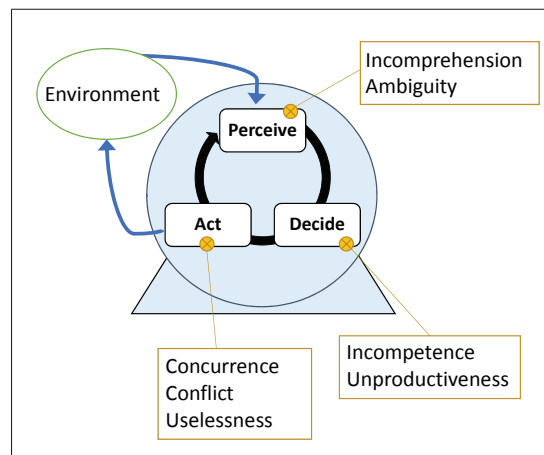 Incomprehension
Ambiguity
Environment
Perceive
Act
Decide
Concurrence
Conflict
Uselessness
Incompetence
Unproductiveness